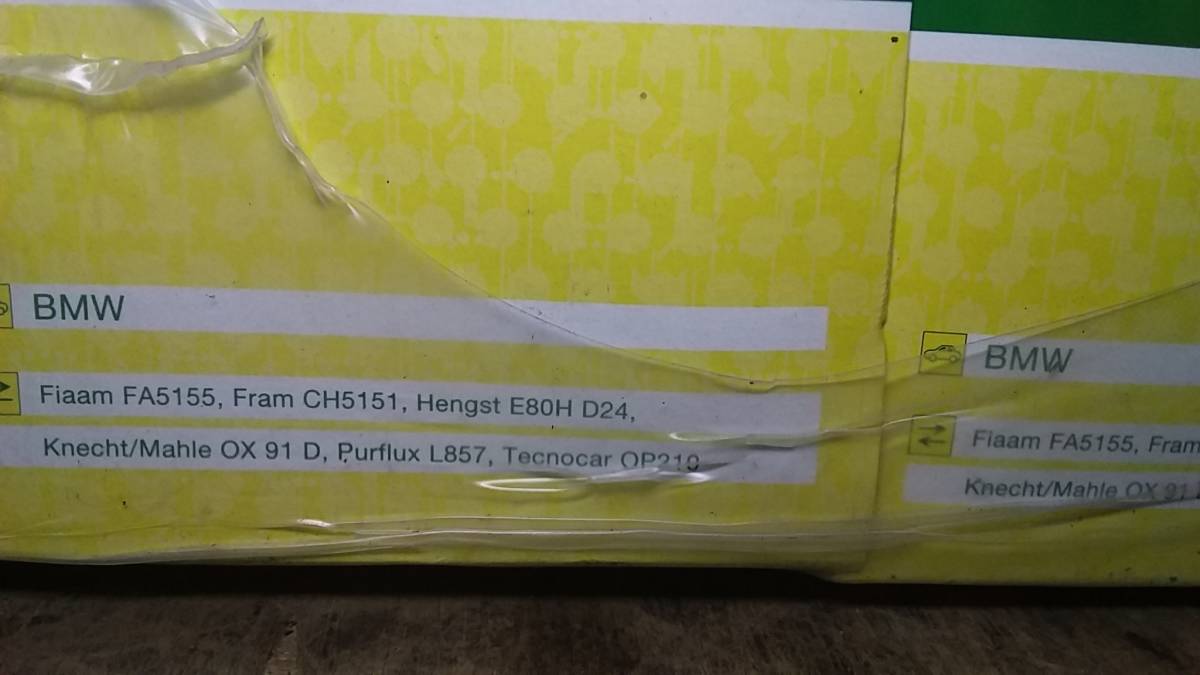 BMW
Fiaam FA5155, Fram CH5151, Hengst E80H D24,
Knecht/Mahle OX 91 D, Purflux L857, Tecnocar OP210
BMW
Fiaam FA5155, Fram
Knecht/Mahle OX 91